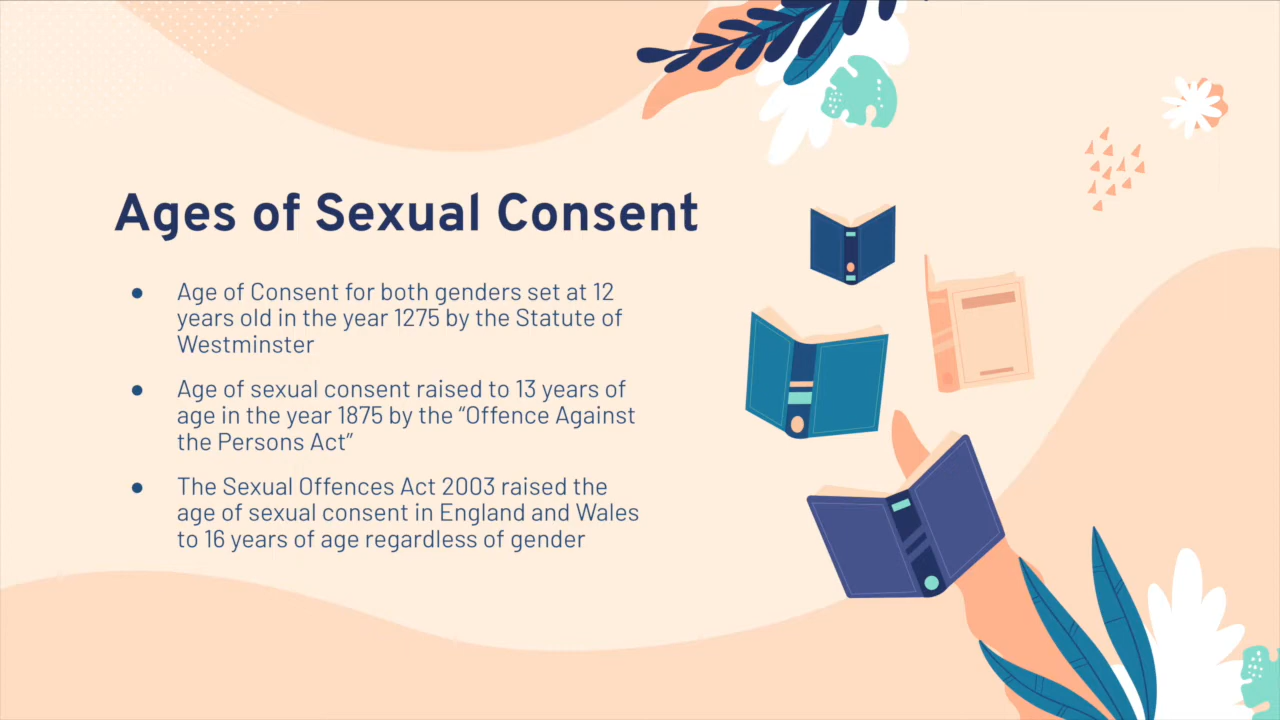 Ages of Sexual Consent
● Age of Consent for both genders set at 12
years old in the year 1275 by the Statute of
Westminster
● Age of sexual consent raised to 13 years of
age in the year 1875 by the “Offence Against
the Persons Act”
● The Sexual Offences Act 2003 raised the
age of sexual consent in England and Wales
to 16 years of age regardless of gender